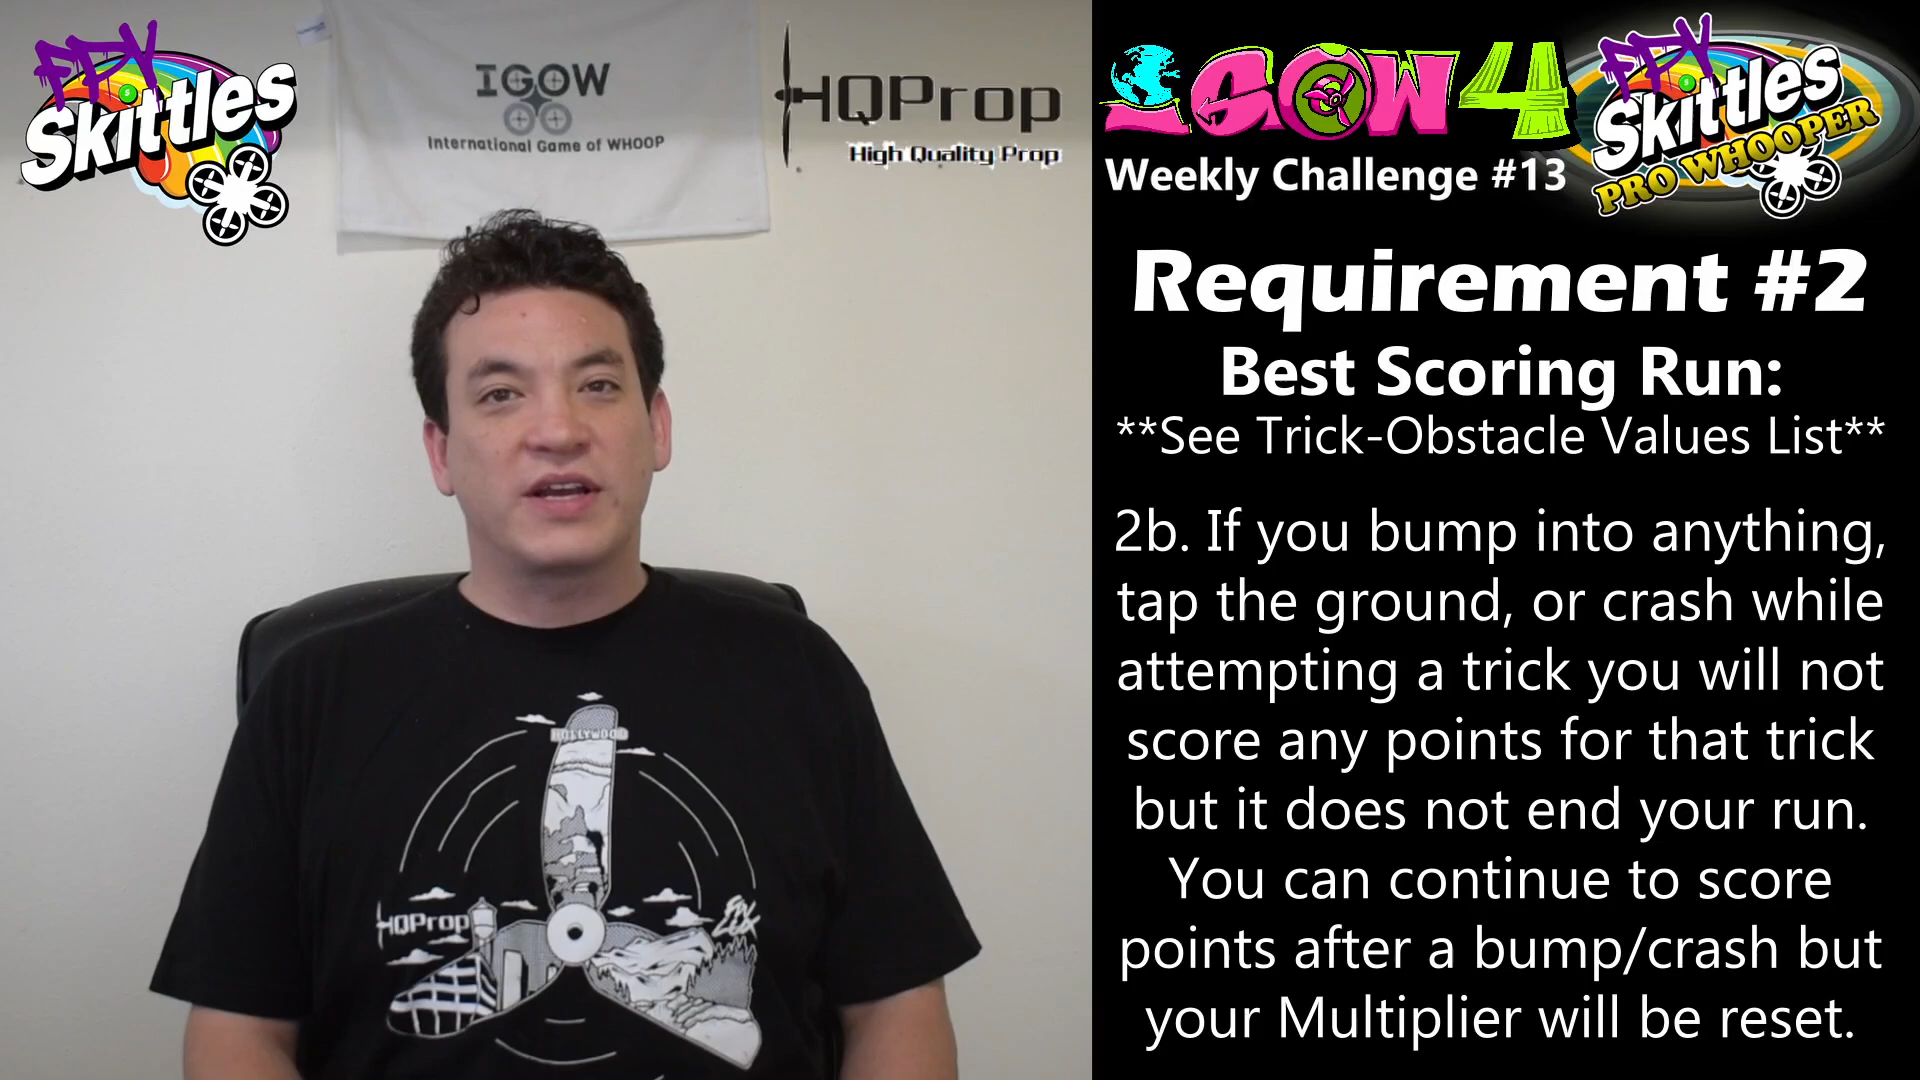 FPV
Skittles
IGOW
International Game of WHOOP
HQProp
High Quality Prop
HOLLYWOOD
HQProp
FPV
LUX
IGOW 4
Weekly Challenge #13
FPV
Skittles
PRO WHOOPER
Requirement #2
Best Scoring Run:
**See Trick-Obstacle Values List**
2b. If you bump into anything,
tap the ground, or crash while
attempting a trick you will not
score any points for that trick
but it does not end your run.
You can continue to score
points after a bump/crash but
your Multiplier will be reset.